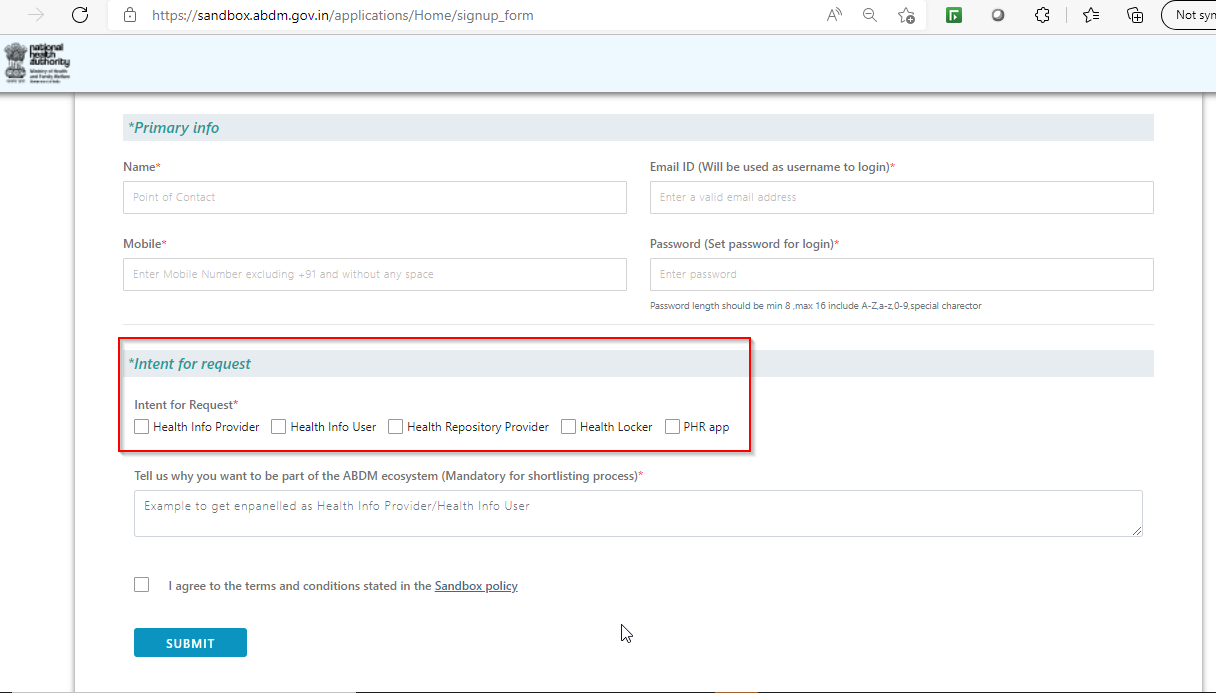 https://sandbox.abdm.gov.in/applications/Home/signup_form
Not syn
national
health
authority
Ministry of Health
and Family Welfare
*Primary info
Name* Email ID (Will be used as username to login)*
Point of Contact Enter a valid email address
Mobile* Password (Set password for login)*
Enter Mobile Number excluding +91 and without any space Enter password
Password length should be min 8 ,max 16 include A-Z,a-z,0-9,special charector
*Intent for request
Intent for Request*
Health Info Provider Health Info User Health Repository Provider Health Locker PHR app
Tell us why you want to be part of the ABDM ecosystem (Mandatory for shortlisting process)*
Example to get enpanelled as Health Info Provider/Health Info User
I agree to the terms and conditions stated in the Sandbox policy
SUBMIT